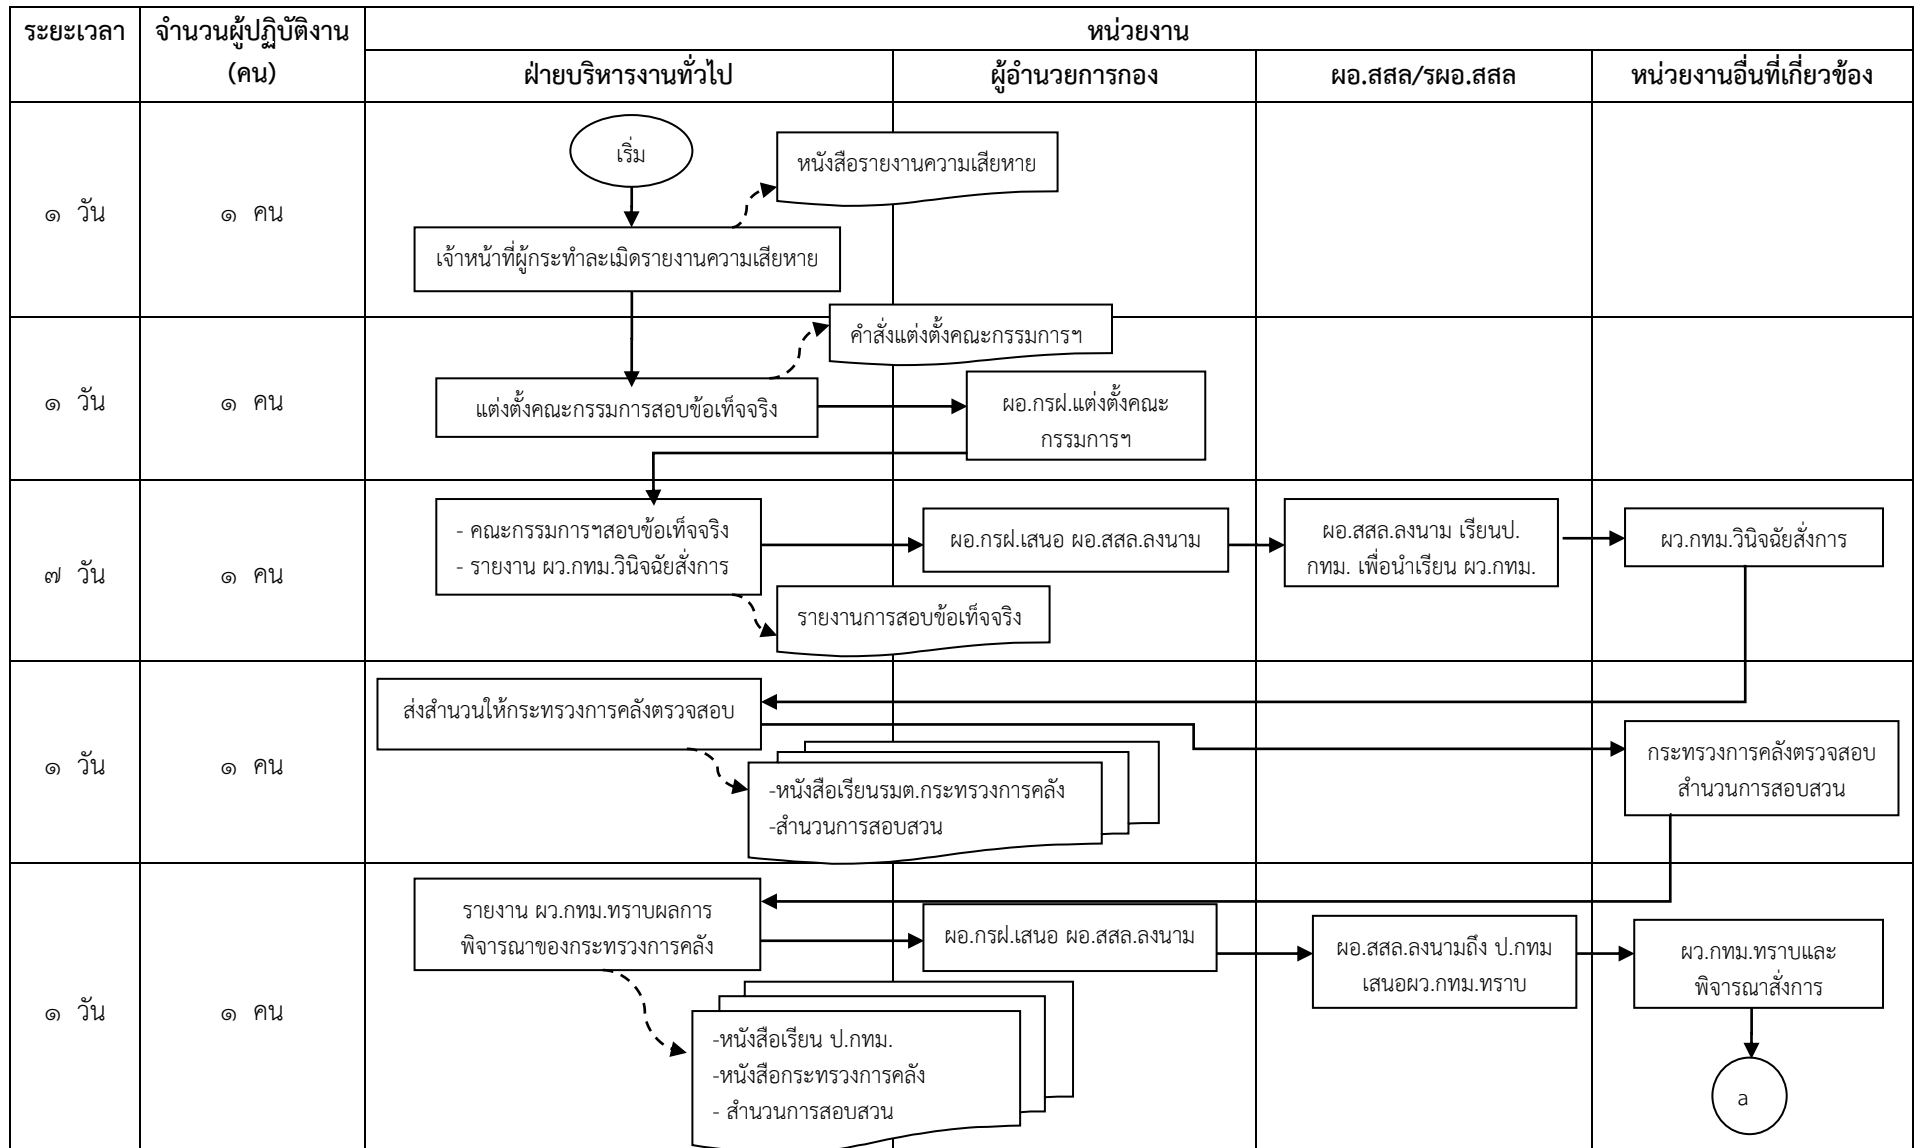 ระยะเวลา
จำนวนผู้ปฏิบัติงาน
(คน)
หน่วยงาน
ฝ่ายบริหารงานทั่วไป
ผู้อำนวยการกอง
ผอ.สสล/รผอ.สสล
หน่วยงานอื่นที่เกี่ยวข้อง
๑ วัน
๑ คน
เริ่ม
หนังสือรายงานความเสียหาย
เจ้าหน้าที่ผู้กระทำละเมิดรายงานความเสียหาย
๑ วัน
๑ คน
คำสั่งแต่งตั้งคณะกรรมการฯ
แต่งตั้งคณะกรรมการสอบข้อเท็จจริง
ผอ.กรฝ.แต่งตั้งคณะ
กรรมการฯ
๗ วัน
๑ คน
- คณะกรรมการฯสอบข้อเท็จจริง
- รายงาน ผว.กทม.วินิจฉัยสั่งการ
ผอ.กรฝ.เสนอ ผอ.สสล.ลงนาม
ผอ.สสล.ลงนาม เรียนป.
กทม. เพื่อนำเรียน ผว.กทม.
ผว.กทม.วินิจฉัยสั่งการ
รายงานการสอบข้อเท็จจริง
๑ วัน
๑ คน
ส่งสำนวนให้กระทรวงการคลังตรวจสอบ
-หนังสือเรียนรมต.กระทรวงการคลัง
-สำนวนการสอบสวน
กระทรวงการคลังตรวจสอบ
สำนวนการสอบสวน
๑ วัน
๑ คน
รายงาน ผว.กทม.ทราบผลการ
พิจารณาของกระทรวงการคลัง
ผอ.กรฝ.เสนอ ผอ.สสล.ลงนาม
ผอ.สสล.ลงนามถึง ป.กทม
เสนอผว.กทม.ทราบ
ผว.กทม.ทราบและ
พิจารณาสั่งการ
-หนังสือเรียน ป.กทม.
-หนังสือกระทรวงการคลัง
- สำนวนการสอบสวน
a